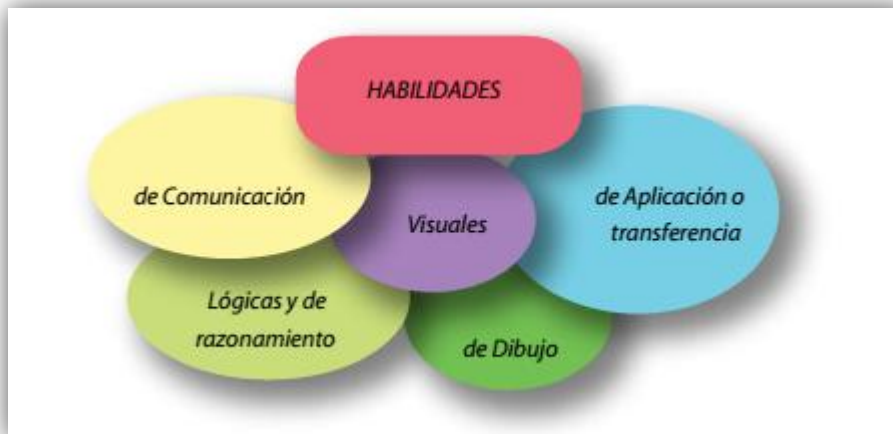 HABILIDADES
de Comunicación
Visuales
de Aplicación o
transferencia
Lógicas y de
razonamiento
de Dibujo